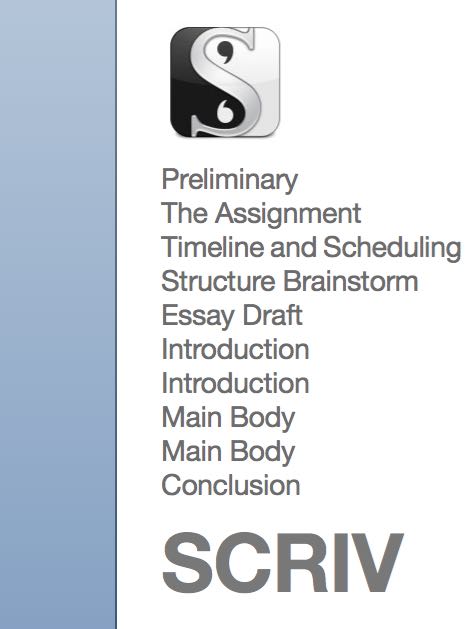 Preliminary
The Assignment
Timeline and Scheduling
Structure Brainstorm
Essay Draft
Introduction
Introduction
Main Body
Main Body
Conclusion
SCRIV